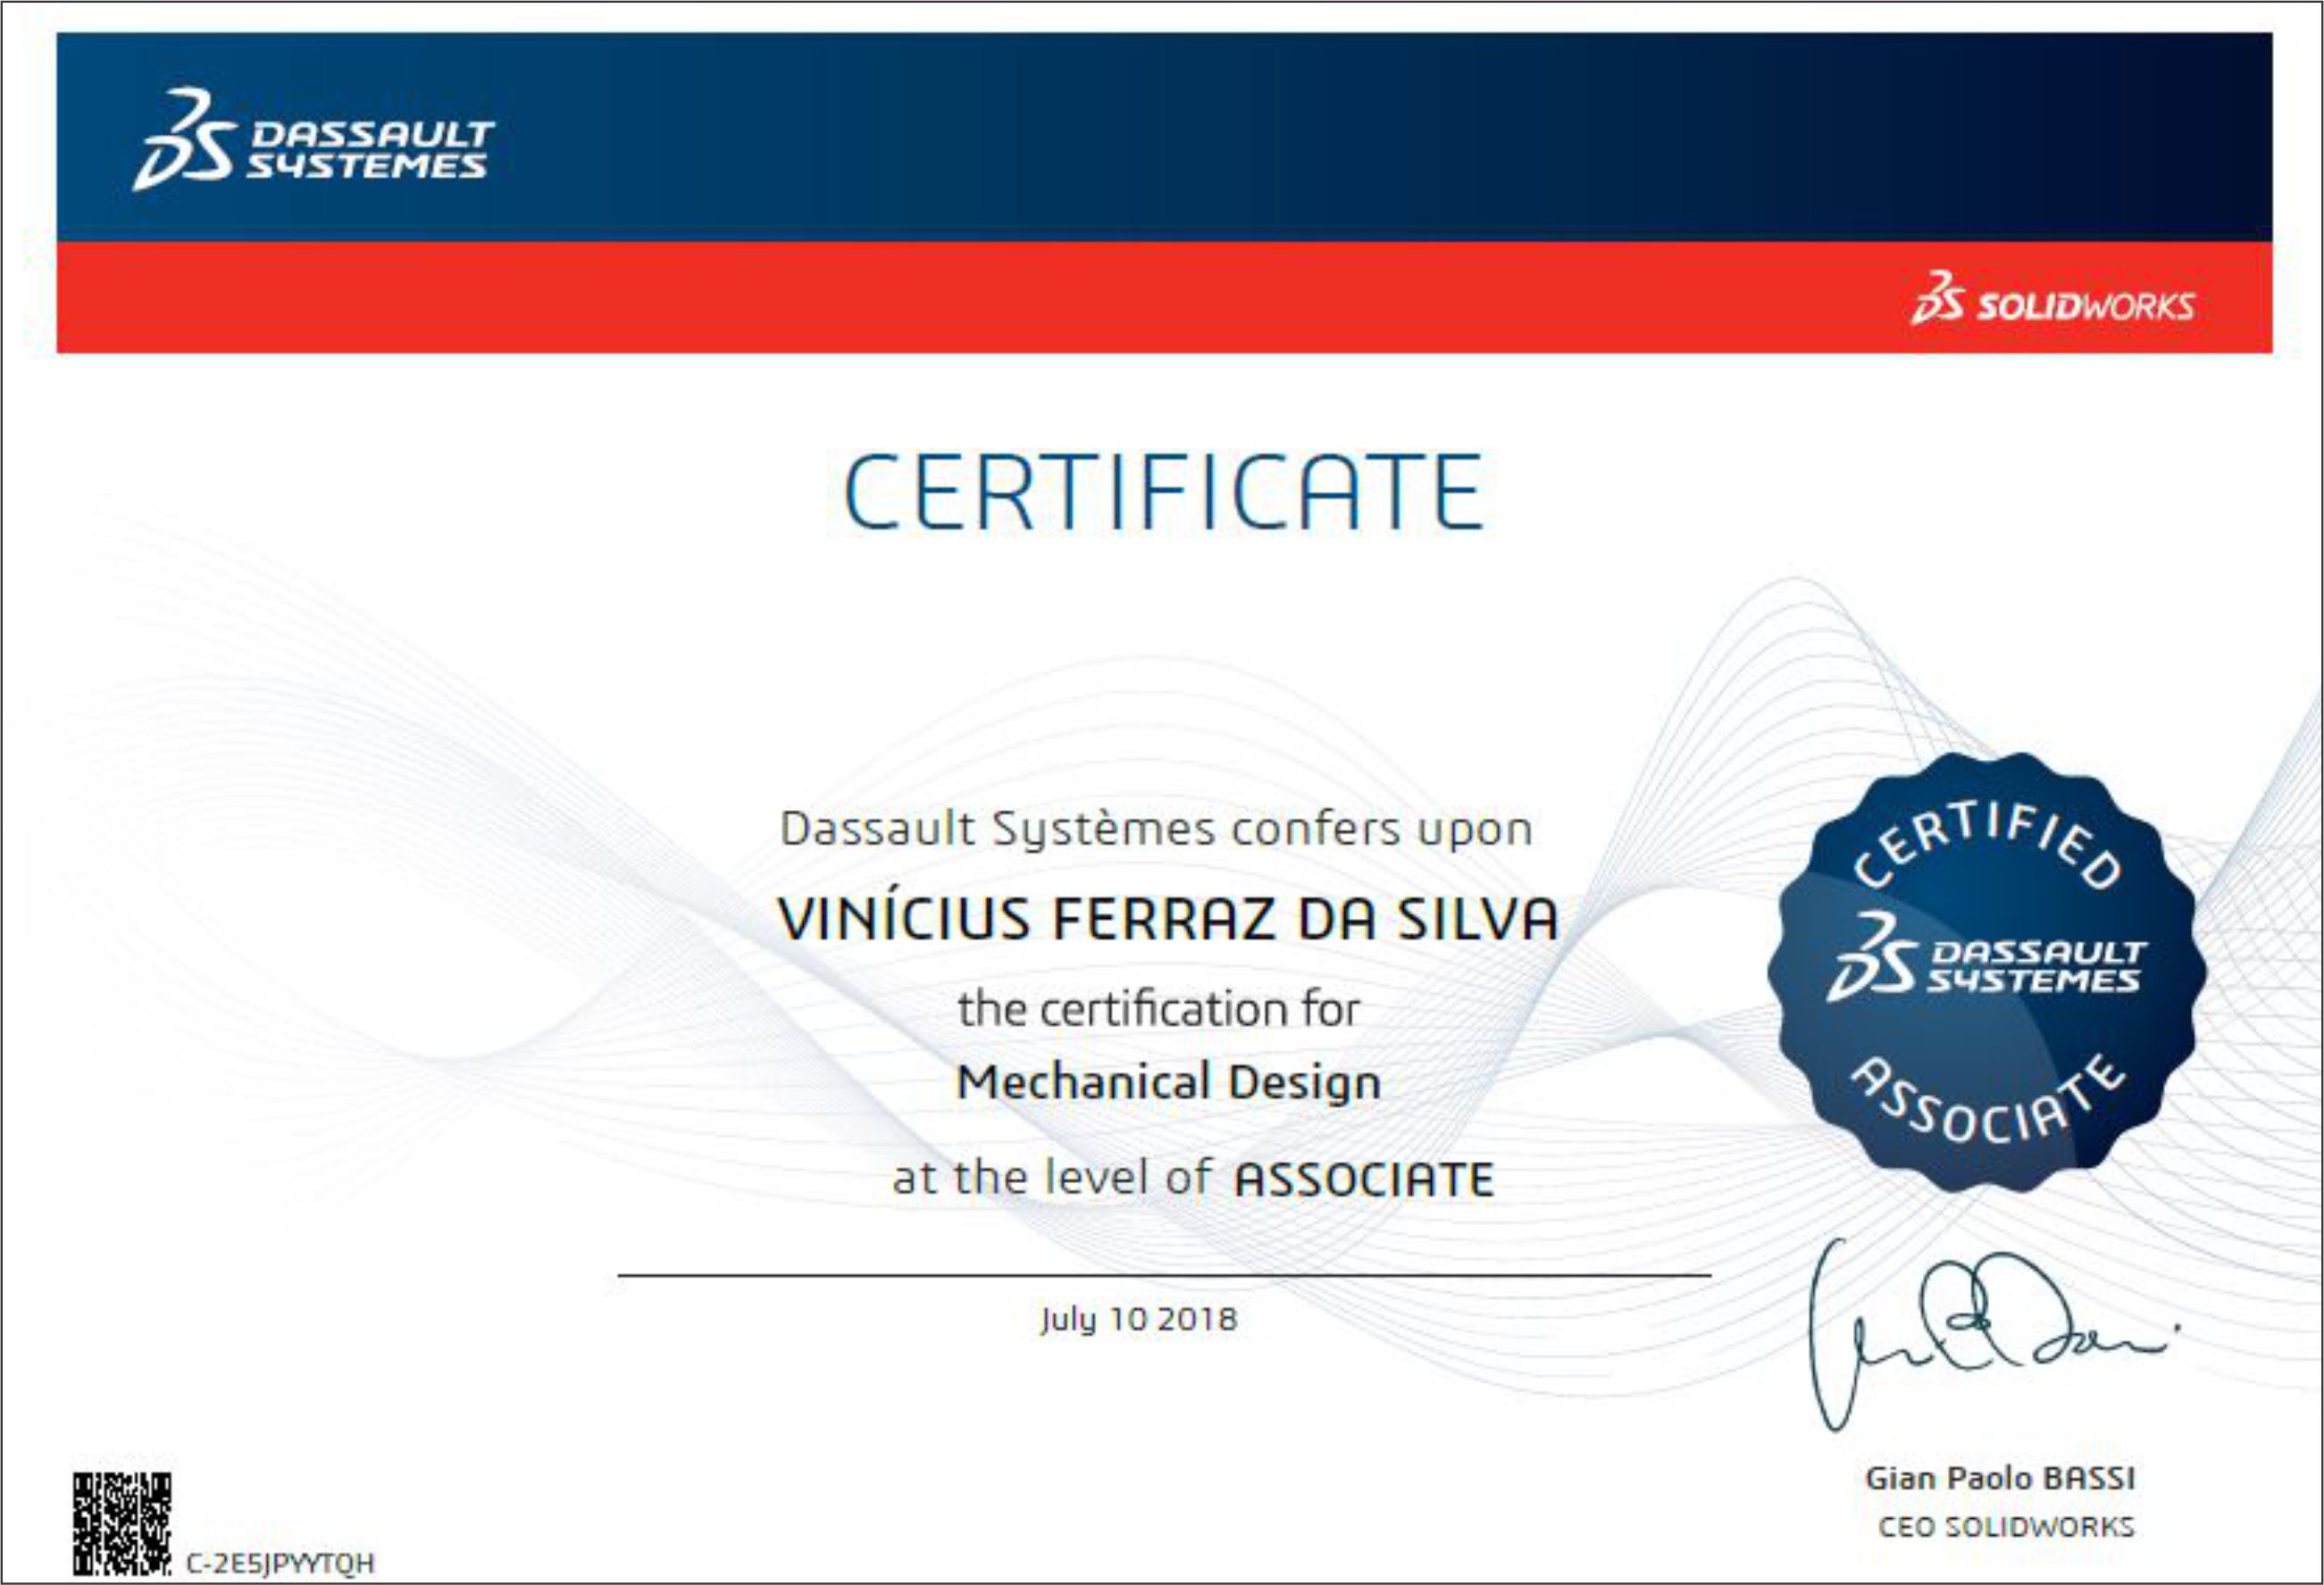 DASSAULT
SYSTEMES
SOLIDWORKS
CERTIFICATE
Dassault Systèmes confers upon
VINÍCIUS FERRAZ DA SILVA
the certification for
Mechanical Design
at the level of ASSOCIATE
CERTIFIED
DASSAULT
SYSTEMES
ASSOCIATE
July 10 2018
Gian Paolo BASSI
CEO SOLIDWORKS
C-2E5JPYYTQH